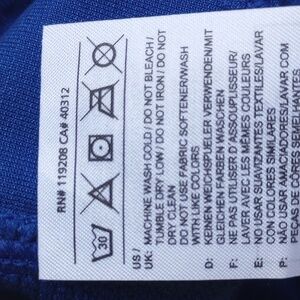 RN# 119208 CA# 40312
30
US /
UK: MACHINE WASH COLD / DO NOT BLEACH /
TUMBLE DRY LOW / DO NOT IRON / DO NOT
DRY CLEAN
DO NOT USE FABRIC SOFTENER/WASH
WITH LIKE COLORS
D: KEINEN WEICHSPUELER VERWENDEN/MIT
GLEICHEN FARBEN WASCHEN
F: NE PAS UTILISER D'ASSOUPLISSEUR/
LAVER AVEC LES MÊMES COULEURS
E: NO USAR SUAVIZANTES TEXTILES/LAVAR
CON COLORES SIMILARES
P: NÃO USAR AMACIADORES/LAVAR COM
PEÇAS DE CORES SEMELHANTES